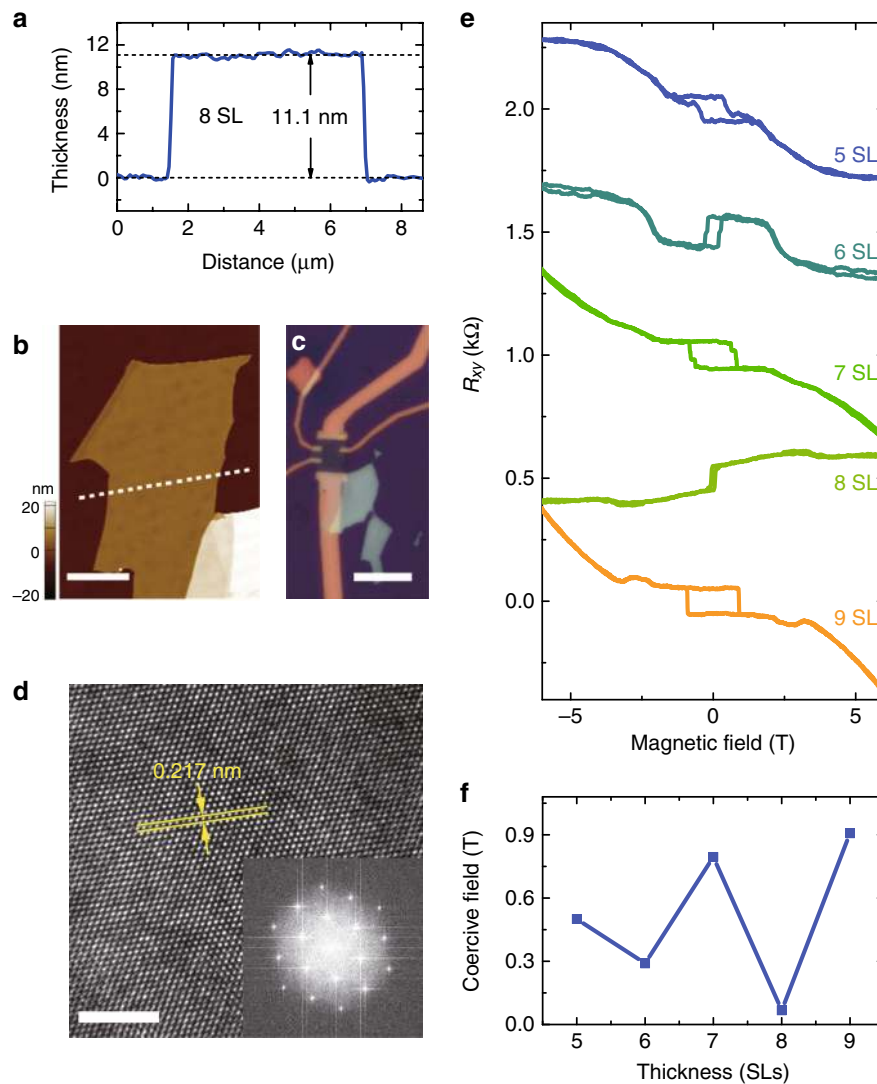 a
Thickness (nm)
12
8
4
0
8 SL
11.1 nm
0 2 4 6 8
Distance (μm)
b
nm
20
0
–20
c
d
0.217 nm
e
R_xy (kΩ)
2.0
1.5
1.0
0.5
0.0
5 SL
6 SL
7 SL
8 SL
9 SL
–5 0 5
Magnetic field (T)
f
Coercive field (T)
0.9
0.6
0.3
0.0
5 6 7 8 9
Thickness (SLs)